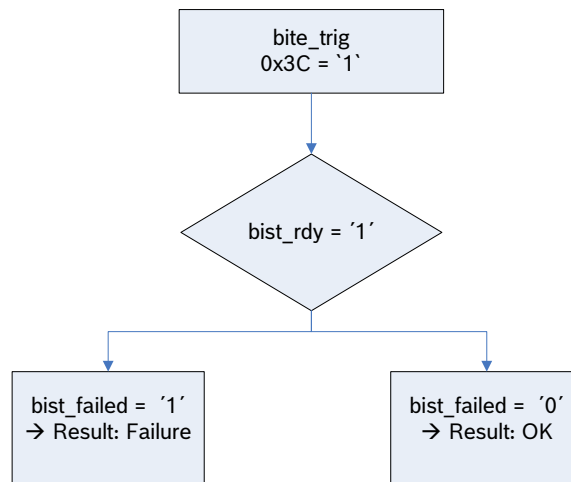 bite_trig
0x3C = `1`
bist_rdy = ´1´
bist_failed = ´1´
→ Result: Failure
bist_failed = ´0´
→ Result: OK